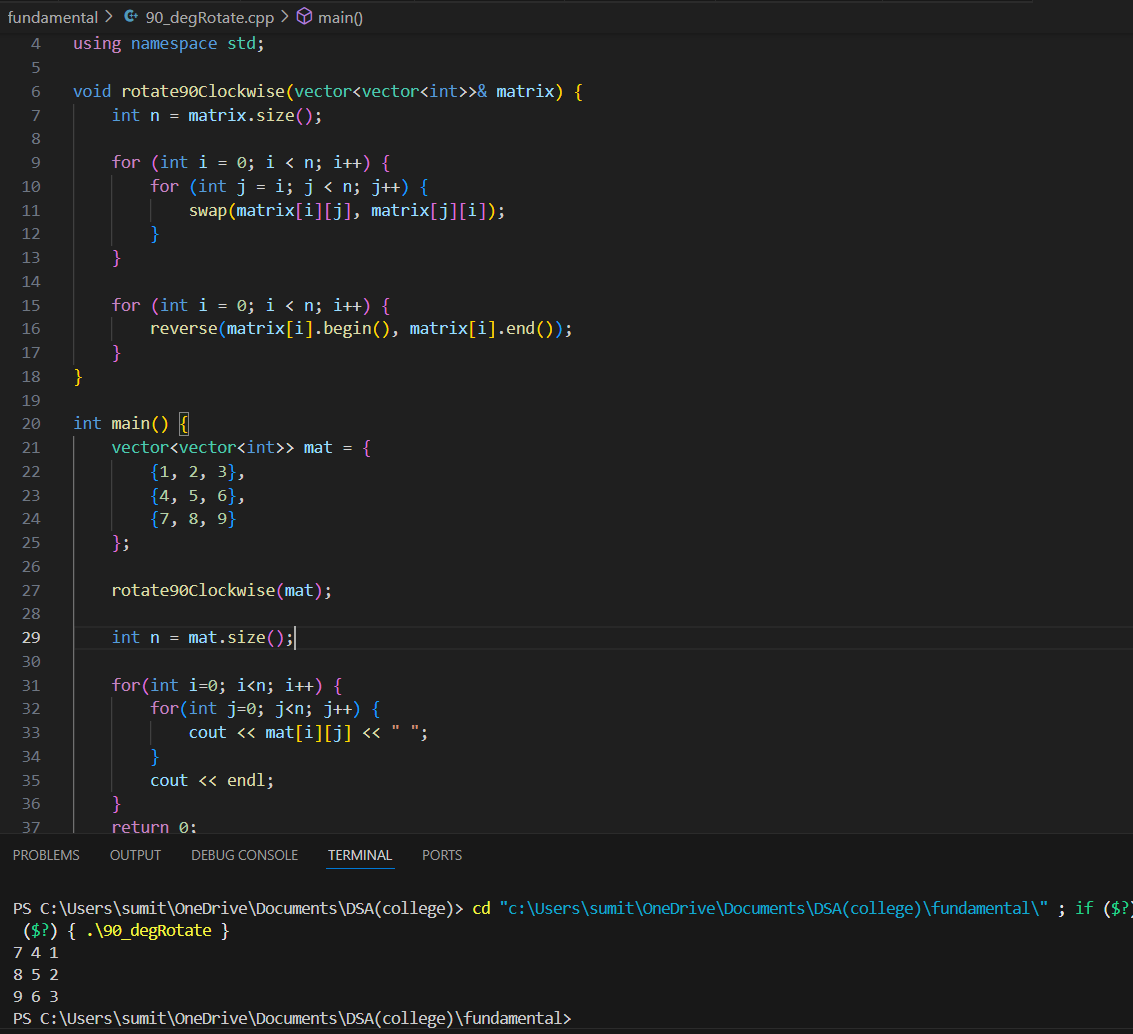 fundamental > 90_degRotate.cpp > main()
4 using namespace std;
5
6 void rotate90Clockwise(vector<vector<int>>& matrix) {
7     int n = matrix.size();
8
9     for (int i = 0; i < n; i++) {
10         for (int j = i; j < n; j++) {
11             swap(matrix[i][j], matrix[j][i]);
12         }
13     }
14
15     for (int i = 0; i < n; i++) {
16         reverse(matrix[i].begin(), matrix[i].end());
17     }
18 }
19
20 int main() {
21     vector<vector<int>> mat = {
22         {1, 2, 3},
23         {4, 5, 6},
24         {7, 8, 9}
25     };
26
27     rotate90Clockwise(mat);
28
29     int n = mat.size();
30
31     for(int i=0; i<n; i++) {
32         for(int j=0; j<n; j++) {
33             cout << mat[i][j] << " ";
34         }
35         cout << endl;
36     }
37     return 0;
PROBLEMS OUTPUT DEBUG CONSOLE TERMINAL PORTS
PS C:\Users\sumit\OneDrive\Documents\DSA(college)> cd "c:\Users\sumit\OneDrive\Documents\DSA(college)\fundamental\" ; if ($?)
 ($?) { .\90_degRotate }
7 4 1
8 5 2
9 6 3
PS C:\Users\sumit\OneDrive\Documents\DSA(college)\fundamental>